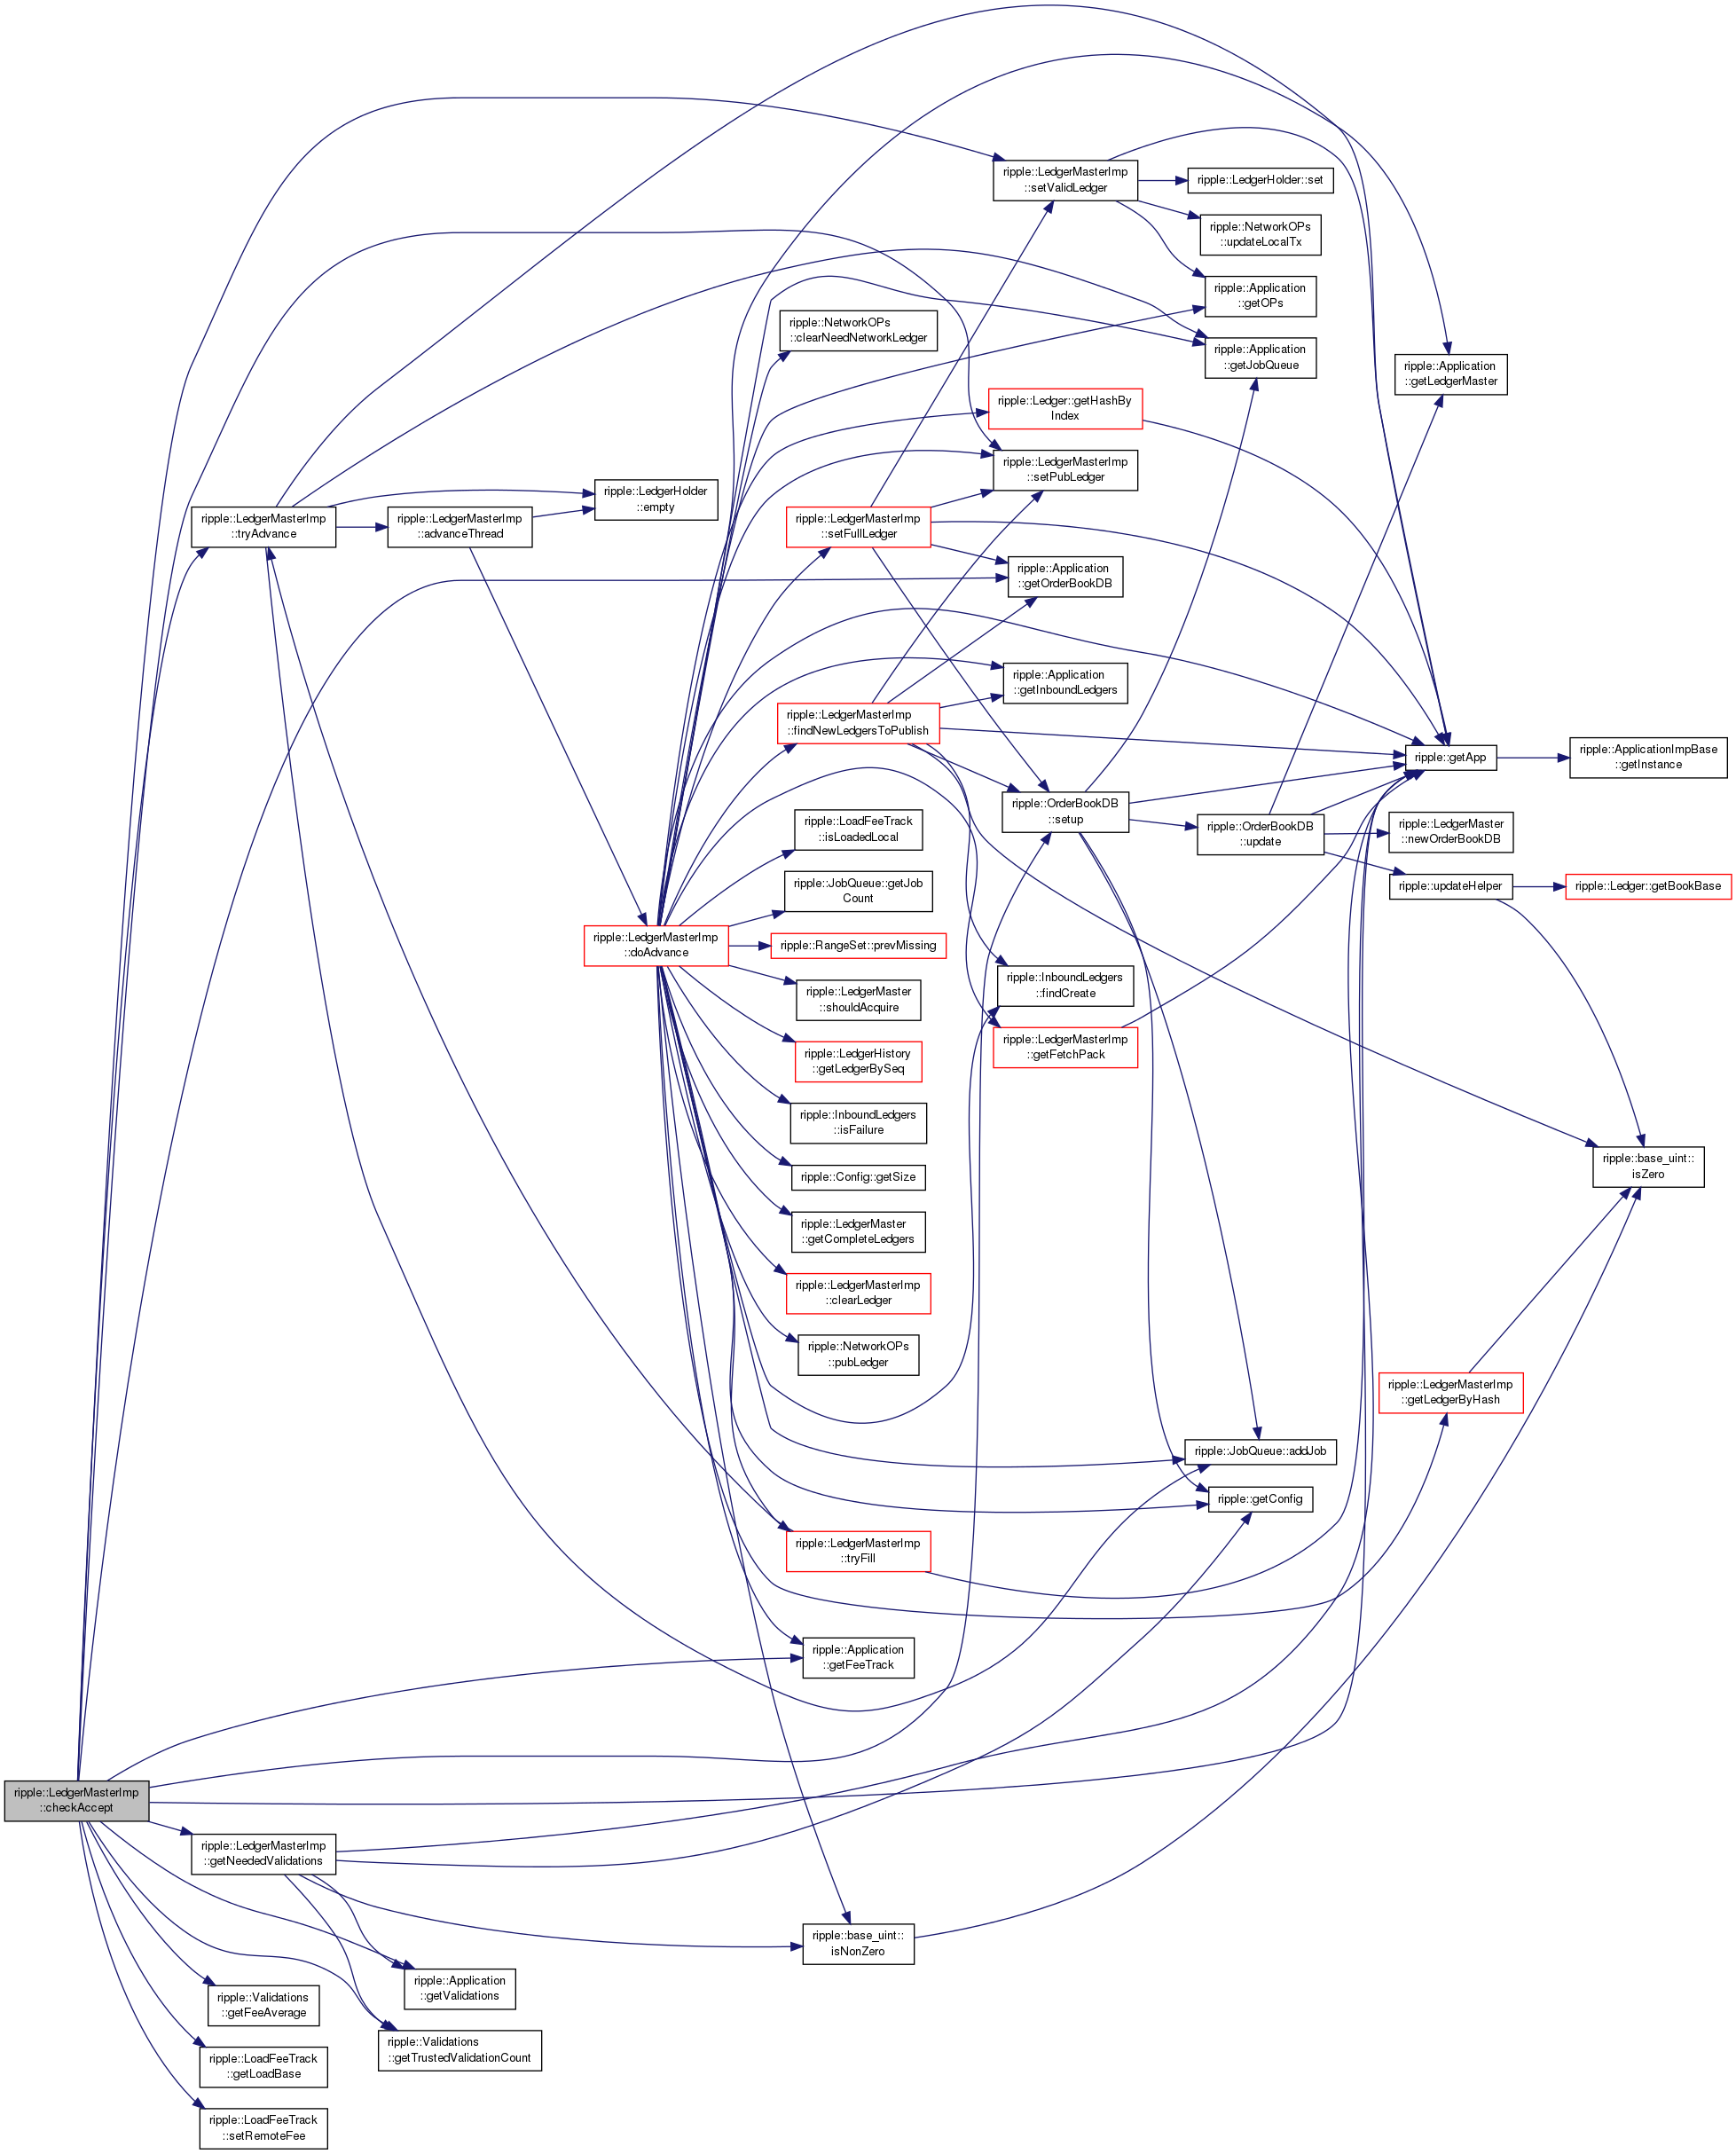 ripple::LedgerMasterImp
::setValidLedger
ripple::LedgerHolder::set
ripple::NetworkOPs
::updateLocalTx
ripple::Application
::getOPs
ripple::NetworkOPs
::clearNeedNetworkLedger
ripple::Application
::getJobQueue
ripple::Application
::getLedgerMaster
ripple::Ledger::getHashBy
Index
ripple::LedgerMasterImp
::setPubLedger
ripple::LedgerHolder
::empty
ripple::LedgerMasterImp
::tryAdvance
ripple::LedgerMasterImp
::advanceThread
ripple::LedgerMasterImp
::setFullLedger
ripple::Application
::getOrderBookDB
ripple::Application
::getInboundLedgers
ripple::LedgerMasterImp
::findNewLedgersToPublish
ripple::getApp
ripple::ApplicationImpBase
::getInstance
ripple::OrderBookDB
::setup
ripple::OrderBookDB
::update
ripple::LedgerMaster
::newOrderBookDB
ripple::LoadFeeTrack
::isLoadedLocal
ripple::updateHelper
ripple::Ledger::getBookBase
ripple::JobQueue::getJob
Count
ripple::LedgerMasterImp
::doAdvance
ripple::RangeSet::prevMissing
ripple::LedgerMaster
::shouldAcquire
ripple::InboundLedgers
::findCreate
ripple::LedgerMasterImp
::getFetchPack
ripple::LedgerHistory
::getLedgerBySeq
ripple::InboundLedgers
::isFailure
ripple::base_uint::
isZero
ripple::Config::getSize
ripple::LedgerMaster
::getCompleteLedgers
ripple::LedgerMasterImp
::clearLedger
ripple::NetworkOPs
::pubLedger
ripple::LedgerMasterImp
::getLedgerByHash
ripple::JobQueue::addJob
ripple::getConfig
ripple::LedgerMasterImp
::tryFill
ripple::Application
::getFeeTrack
ripple::LedgerMasterImp
::checkAccept
ripple::LedgerMasterImp
::getNeededValidations
ripple::base_uint::
isNonZero
ripple::Application
::getValidations
ripple::Validations
::getFeeAverage
ripple::Validations
::getTrustedValidationCount
ripple::LoadFeeTrack
::getLoadBase
ripple::LoadFeeTrack
::setRemoteFee